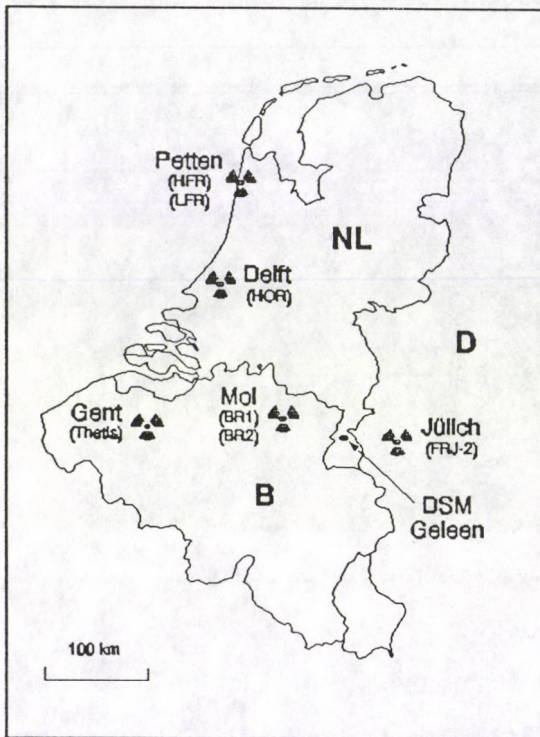 Petten
(HFR)
(LFR)
NL
Delft
(HOR)
D
Gent
(Thetis)
Mol
(BR1)
(BR2)
Jülich
(FRJ-2)
B
DSM
Geleen
100 km